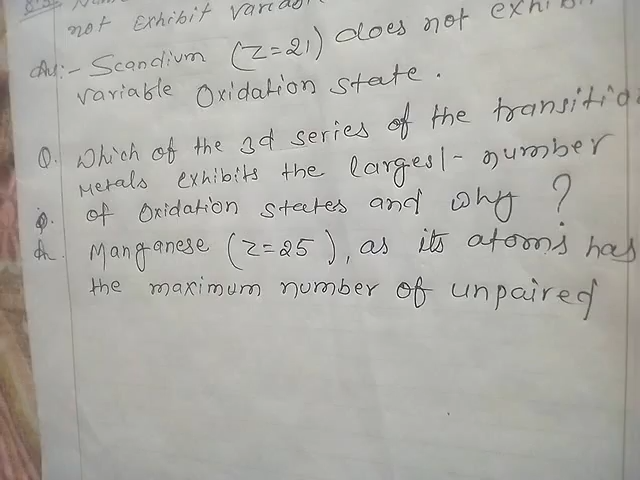 not Exhibit
Ans:- Scandium (Z=21) does not exhibi
variable Oxidation state.
Q. Which of the 3d series of the transitio
Metals exhibits the largest number
Q. of Oxidation states and why ?
A. Manganese (Z=25), as its atoms has
the maximum number of unpaired